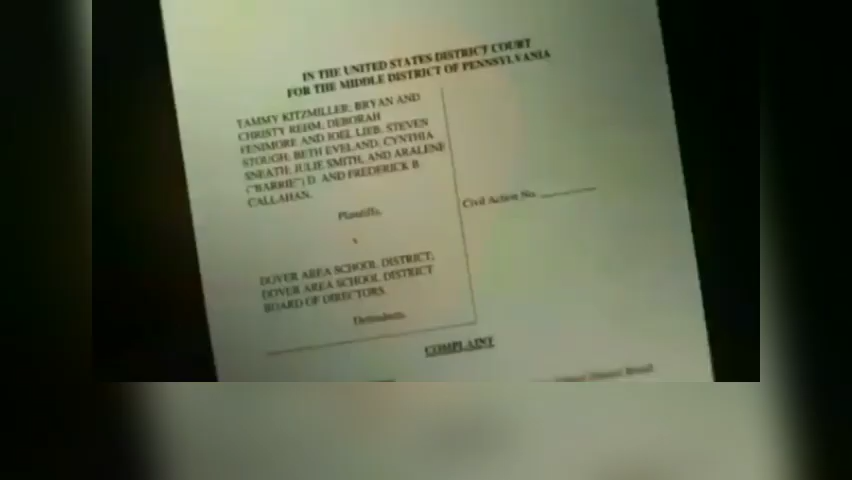 IN THE UNITED STATES DISTRICT COURT
FOR THE MIDDLE DISTRICT OF PENNSYLVANIA
TAMMY KITZMILLER; BRYAN AND
CHRISTY REHM; DEBORAH
FENIMORE AND JOEL LIEB; STEVEN
STOUGH; BETH EVELAND; CYNTHIA
SNEATH; JULIE SMITH; AND ARALENE
("BARRIE") D. AND FREDERICK B.
CALLAHAN,
Plaintiffs,
Civil Action No.
v.
DOVER AREA SCHOOL DISTRICT;
DOVER AREA SCHOOL DISTRICT
BOARD OF DIRECTORS
Defendants.
COMPLAINT